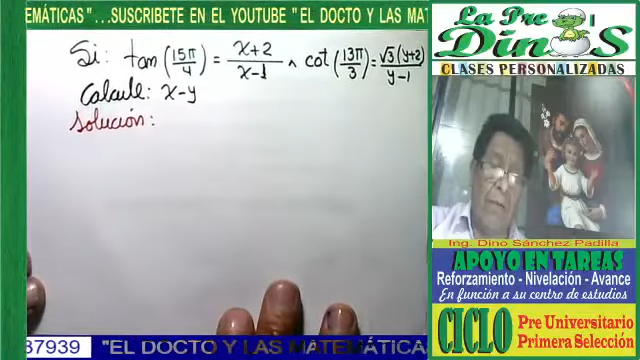 EMÁTICAS"...SUSCRIBETE EN EL YOUTUBE "EL DOCTO Y LAS MAT
Si: tan(15π/4) = x+2/x-1 ∧ cot(13π/3) = √3(y+2)/y-1
Calcule: x-y
Solución:
La Pre
DinoS
CLASES PERSONALIZADAS
Ing. Dino Sánchez Padilla
APOYO EN TAREAS
Reforzamiento - Nivelación - Avance
En función a su centro de estudios
CICLO
Pre Universitario
Primera Selección
37939 "EL DOCTO Y LAS MATEMÁTICA